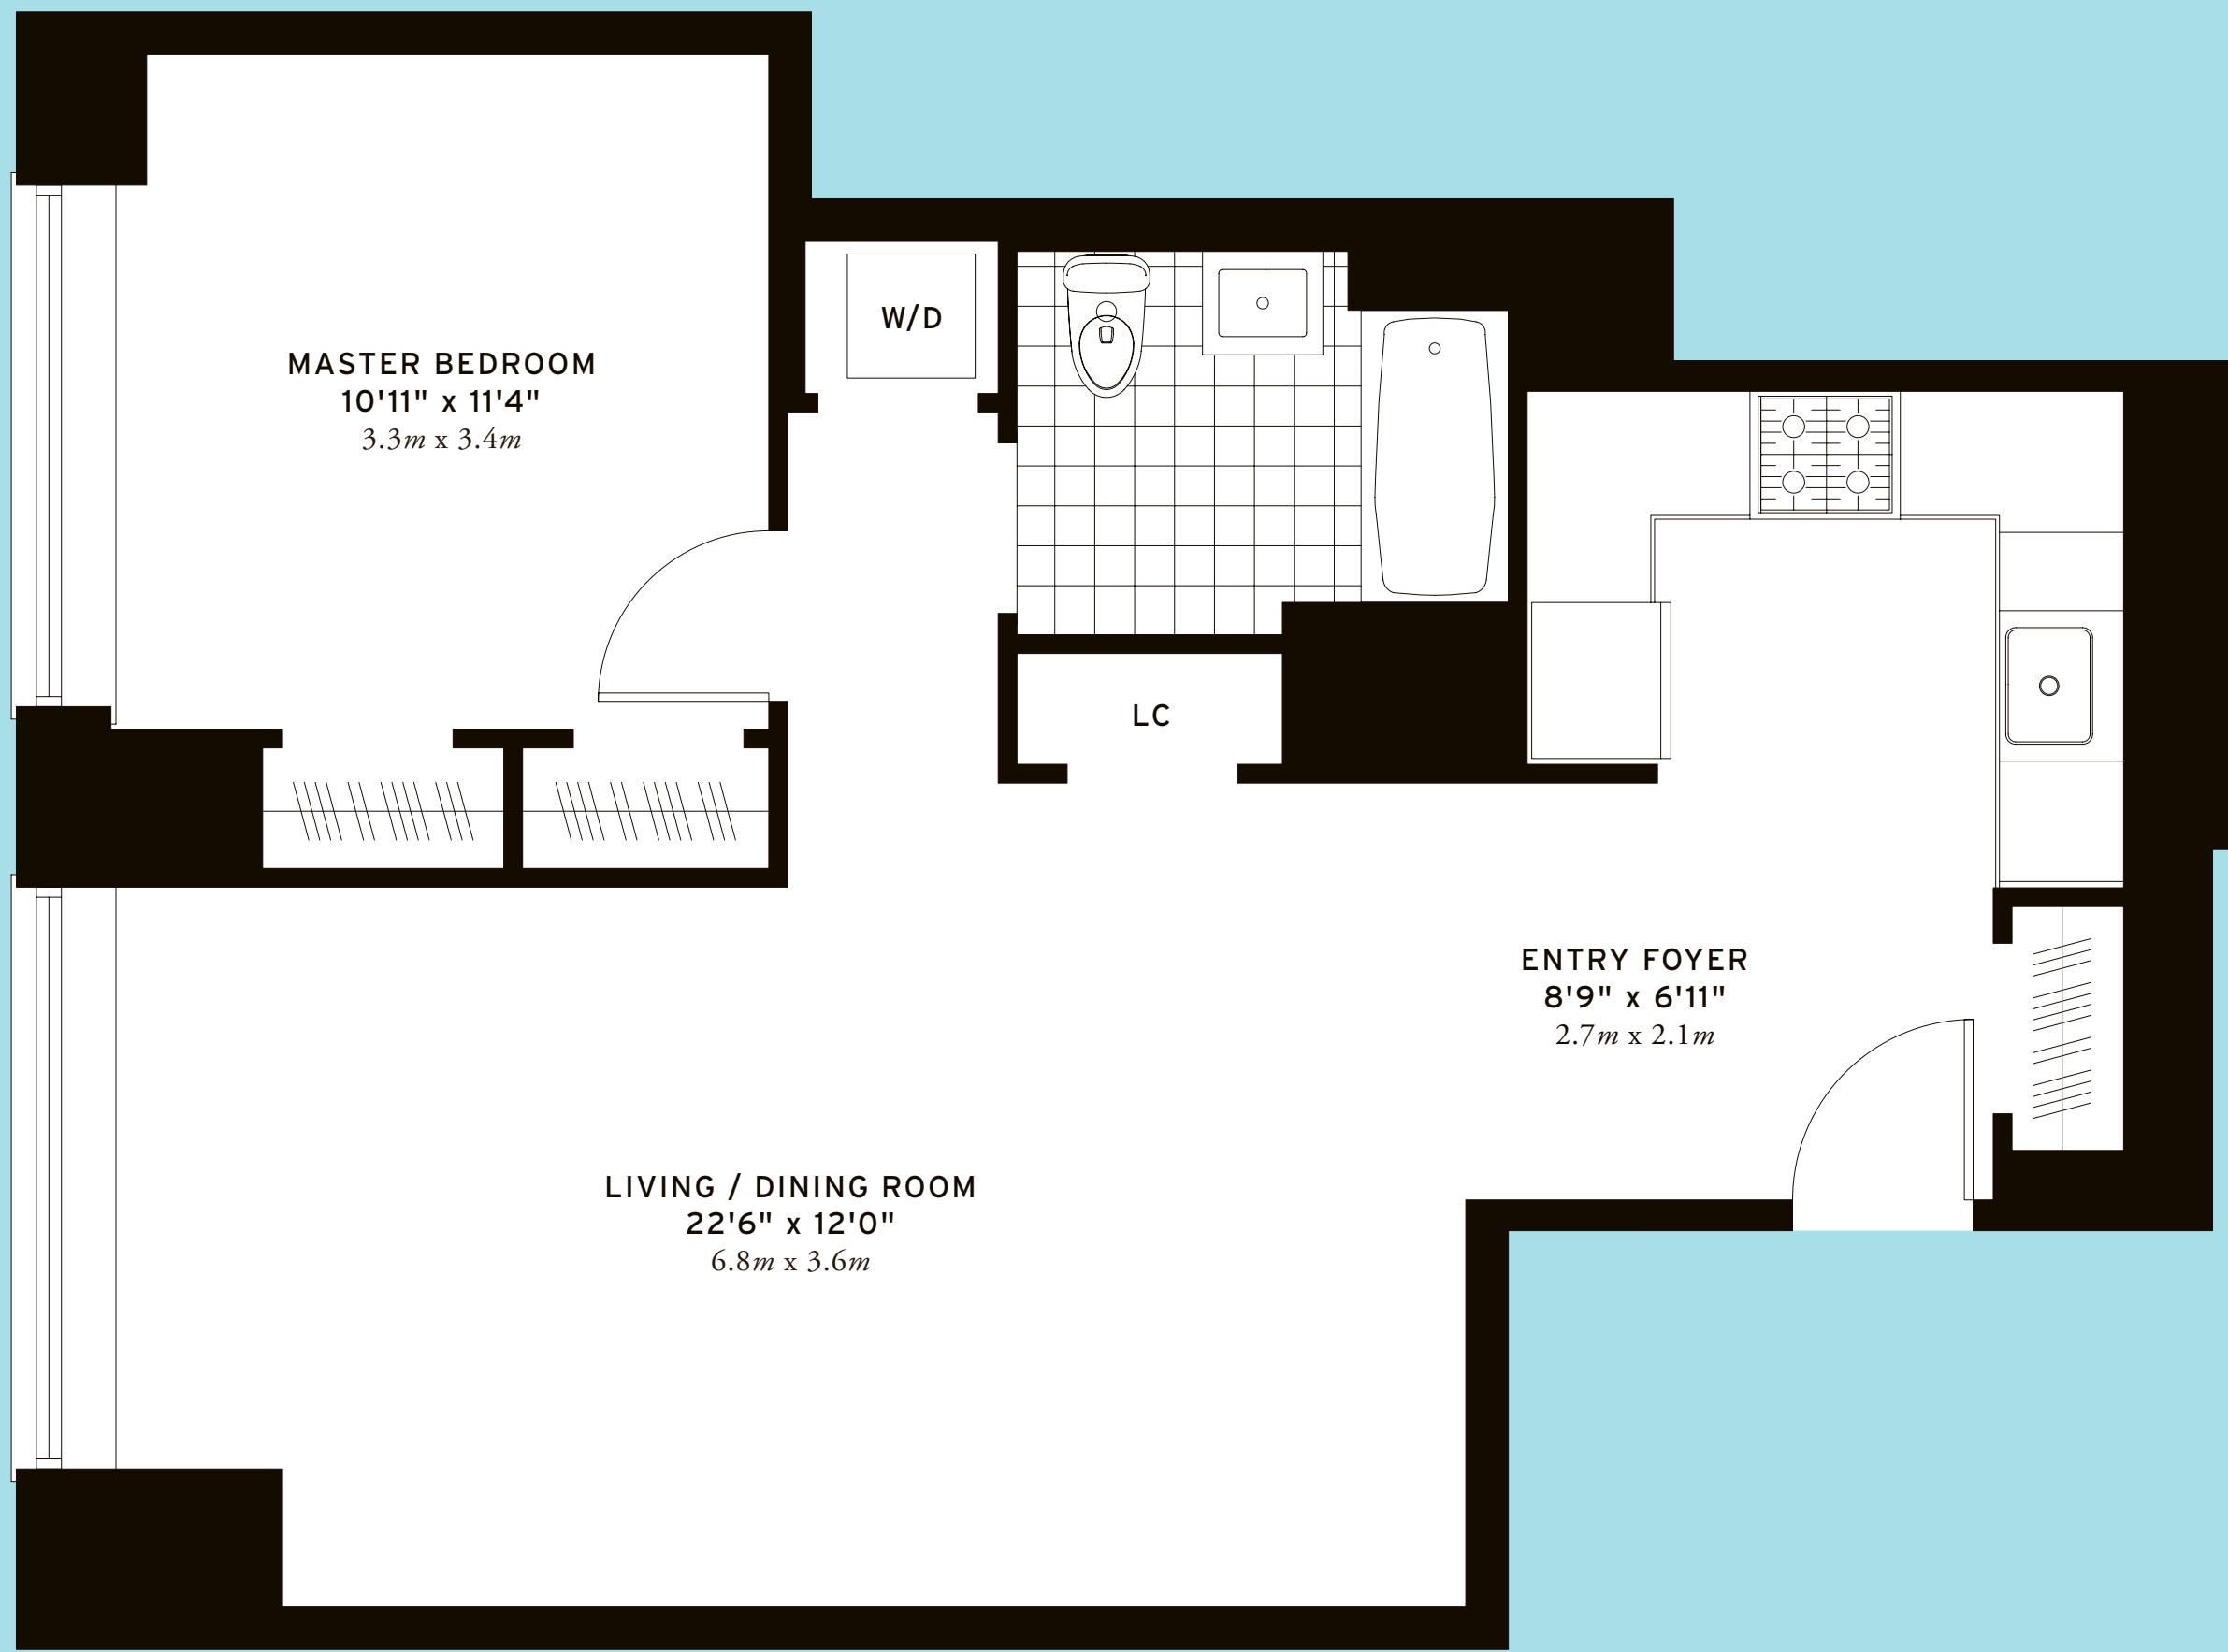 W/D
MASTER BEDROOM
10'11" x 11'4"
3.3m x 3.4m
LC
ENTRY FOYER
8'9" x 6'11"
2.7m x 2.1m
LIVING / DINING ROOM
22'6" x 12'0"
6.8m x 3.6m